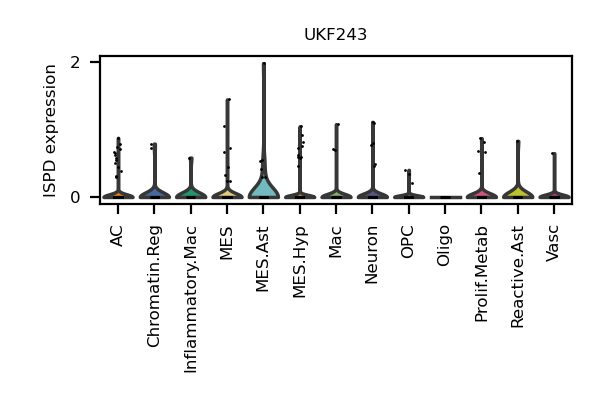 UKF243
ISPD expression
2
0
AC
Chromatin.Reg
Inflammatory.Mac
MES
MES.Ast
MES.Hyp
Mac
Neuron
OPC
Oligo
Prolif.Metab
Reactive.Ast
Vasc